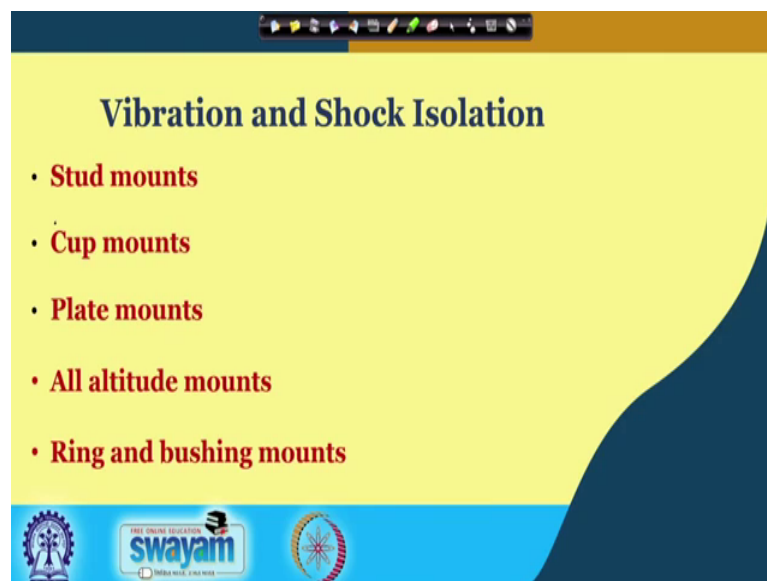 Vibration and Shock Isolation
• Stud mounts
• Cup mounts
• Plate mounts
• All altitude mounts
• Ring and bushing mounts
FREE ONLINE EDUCATION
swayam